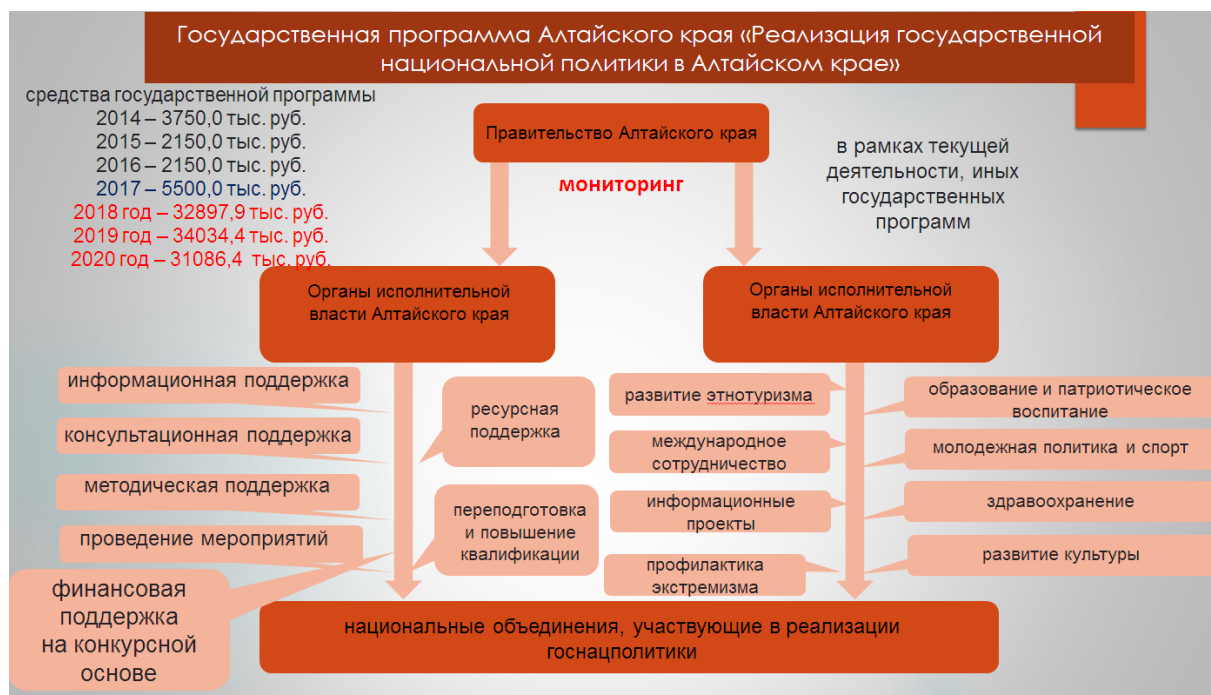 Государственная программа Алтайского края «Реализация государственной
национальной политики в Алтайском крае»
средства государственной программы
2014 – 3750,0 тыс. руб.
2015 – 2150,0 тыс. руб.
2016 – 2150,0 тыс. руб.
2017 – 5500,0 тыс. руб.
2018 год – 32897,9 тыс. руб.
2019 год – 34034,4 тыс. руб.
2020 год – 31086,4 тыс. руб.
Правительство Алтайского края
мониторинг
в рамках текущей
деятельности, иных
государственных
программ
Органы исполнительной
власти Алтайского края
Органы исполнительной
власти Алтайского края
информационная поддержка
консультационная поддержка
методическая поддержка
проведение мероприятий
финансовая
поддержка
на конкурсной
основе
ресурсная
поддержка
переподготовка
и повышение
квалификации
развитие этнотуризма
международное
сотрудничество
информационные
проекты
профилактика
экстремизма
образование и патриотическое
воспитание
молодежная политика и спорт
здравоохранение
развитие культуры
национальные объединения, участвующие в реализации
госнацполитики